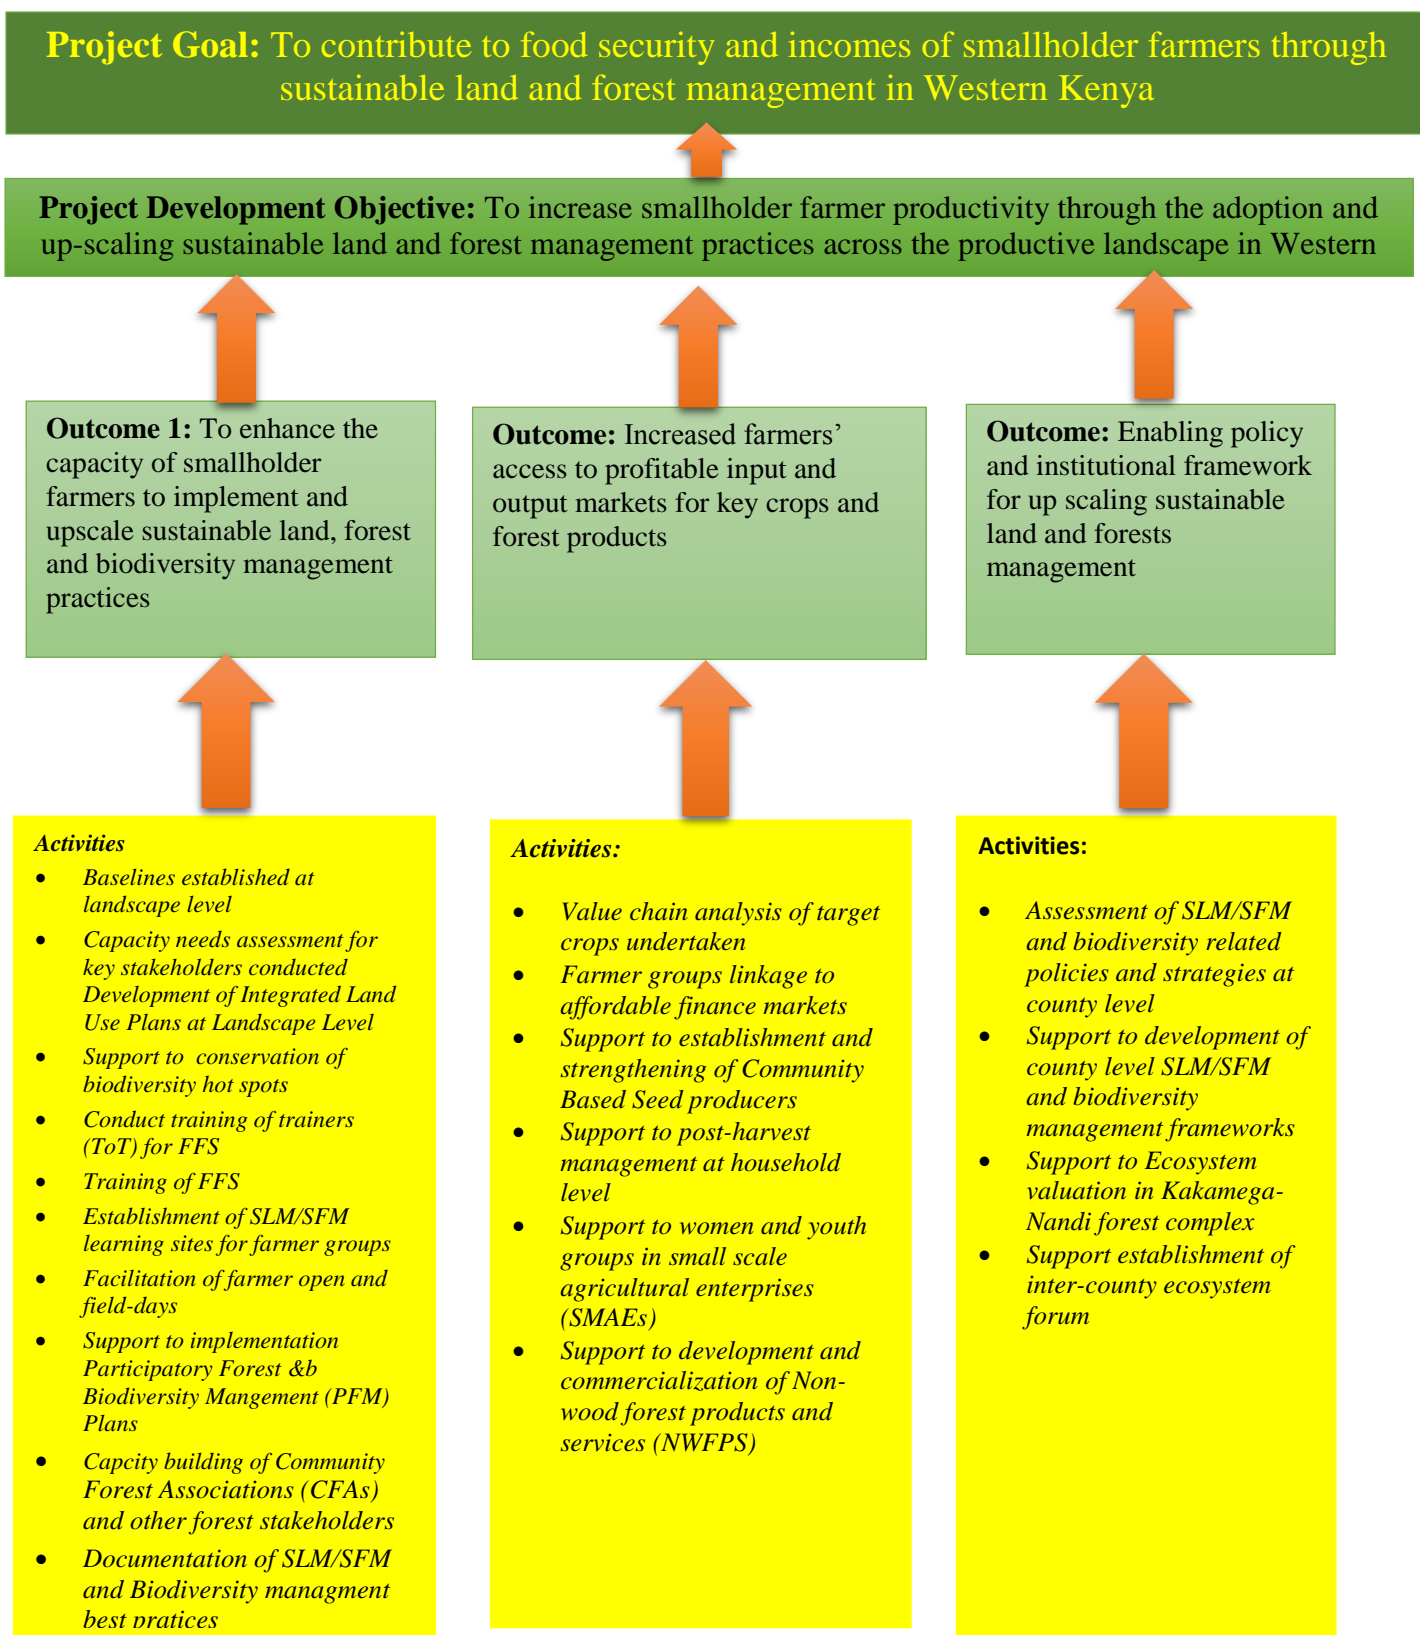 Project Goal: To contribute to food security and incomes of smallholder farmers through
sustainable land and forest management in Western Kenya
Project Development Objective: To increase smallholder farmer productivity through the adoption and
up-scaling sustainable land and forest management practices across the productive landscape in Western
Outcome 1: To enhance the
capacity of smallholder
farmers to implement and
upscale sustainable land, forest
and biodiversity management
practices
Outcome: Increased farmers’
access to profitable input and
output markets for key crops and
forest products
Outcome: Enabling policy
and institutional framework
for up scaling sustainable
land and forests
management
Activities
• Baselines established at
landscape level
• Capacity needs assessment for
key stakeholders conducted
Development of Integrated Land
Use Plans at Landscape Level
• Support to conservation of
biodiversity hot spots
• Conduct training of trainers
(ToT) for FFS
• Training of FFS
• Establishment of SLM/SFM
learning sites for farmer groups
• Facilitation of farmer open and
field-days
• Support to implementation
Participatory Forest &b
Biodiversity Mangement (PFM)
Plans
• Capcity building of Community
Forest Associations (CFAs)
and other forest stakeholders
• Documentation of SLM/SFM
and Biodiversity managment
best pratices
Activities:
• Value chain analysis of target
crops undertaken
• Farmer groups linkage to
affordable finance markets
• Support to establishment and
strengthening of Community
Based Seed producers
• Support to post-harvest
management at household
level
• Support to women and youth
groups in small scale
agricultural enterprises
(SMAEs)
• Support to development and
commercialization of Non-
wood forest products and
services (NWFPS)
Activities:
• Assessment of SLM/SFM
and biodiversity related
policies and strategies at
county level
• Support to development of
county level SLM/SFM
and biodiversity
management frameworks
• Support to Ecosystem
valuation in Kakamega-
Nandi forest complex
• Support establishment of
inter-county ecosystem
forum